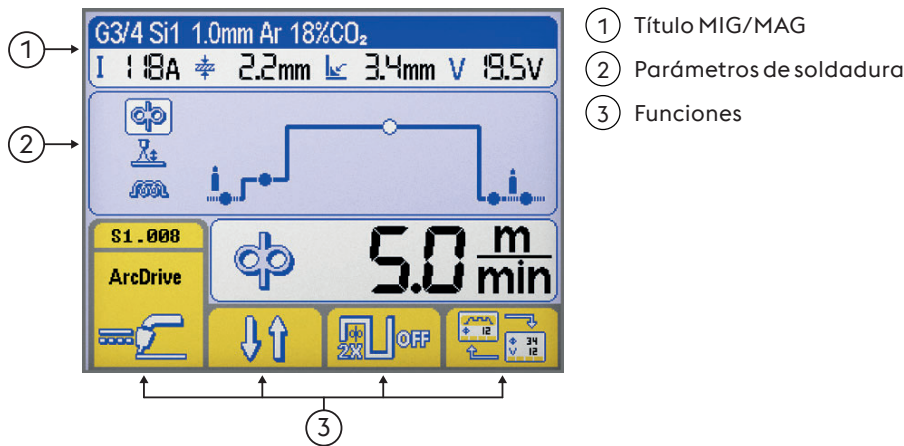 G3/4 Si1 1.0mm Ar 18%CO₂
I 118A 2.2mm 3.4mm V 19.5V
S1.008
ArcDrive
5.0 m/min
2X OFF
12
34
V 12
1
2
3
1 Título MIG/MAG
2 Parámetros de soldadura
3 Funciones